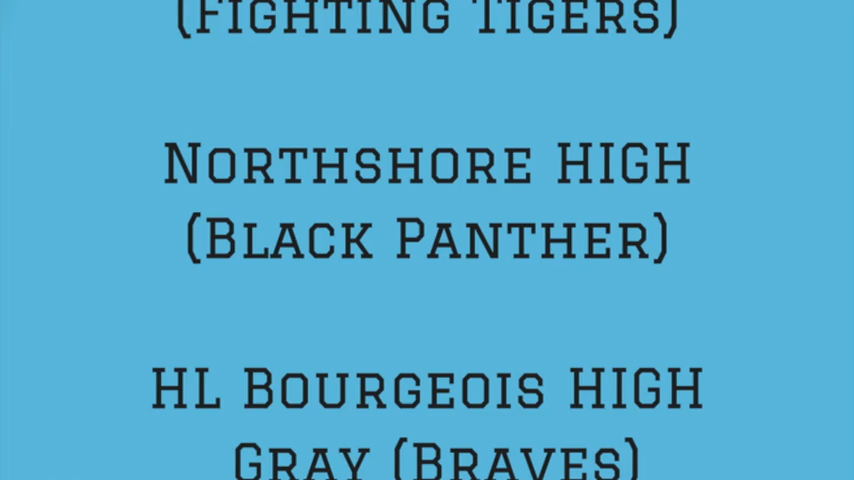 (Fighting Tigers)
Northshore HIGH
(Black Panther)
HL Bourgeois HIGH
Gray (Braves)